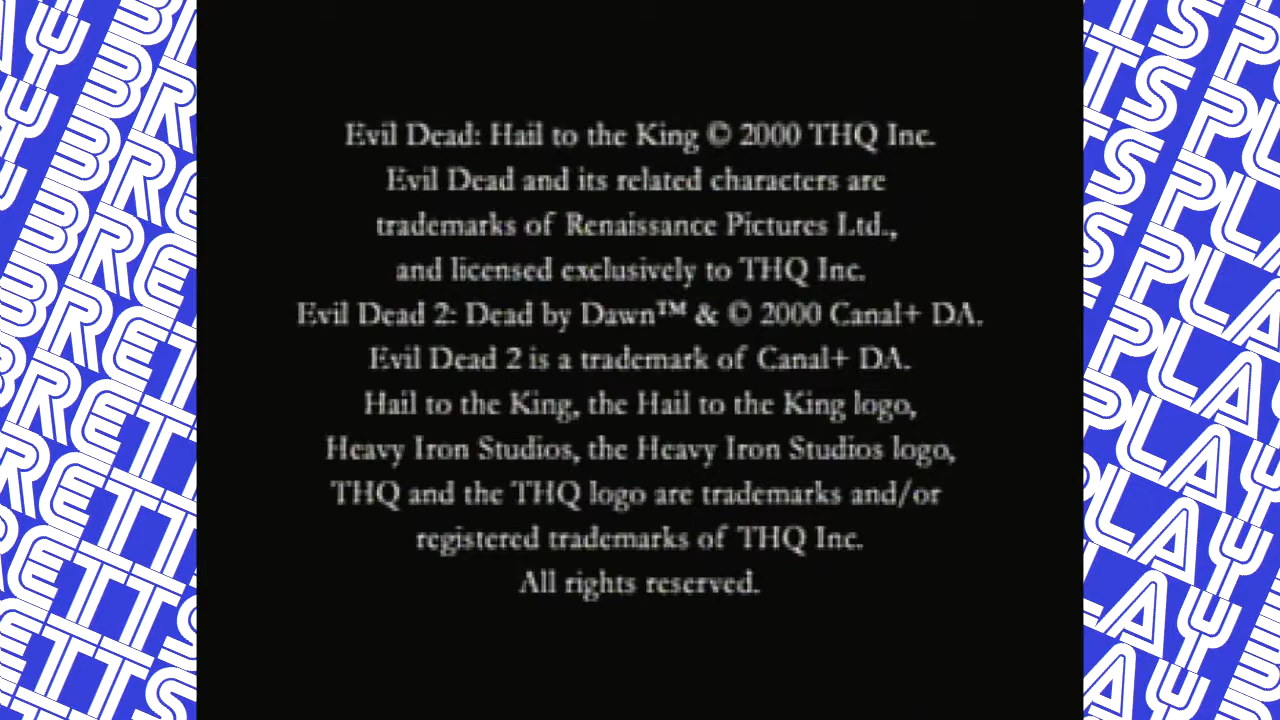 Evil Dead: Hail to the King © 2000 THQ Inc.
Evil Dead and its related characters are
trademarks of Renaissance Pictures Ltd.,
and licensed exclusively to THQ Inc.
Evil Dead 2: Dead by Dawn™ & © 2000 Canal+ DA.
Evil Dead 2 is a trademark of Canal+ DA.
Hail to the King, the Hail to the King logo,
Heavy Iron Studios, the Heavy Iron Studios logo,
THQ and the THQ logo are trademarks and/or
registered trademarks of THQ Inc.
All rights reserved.